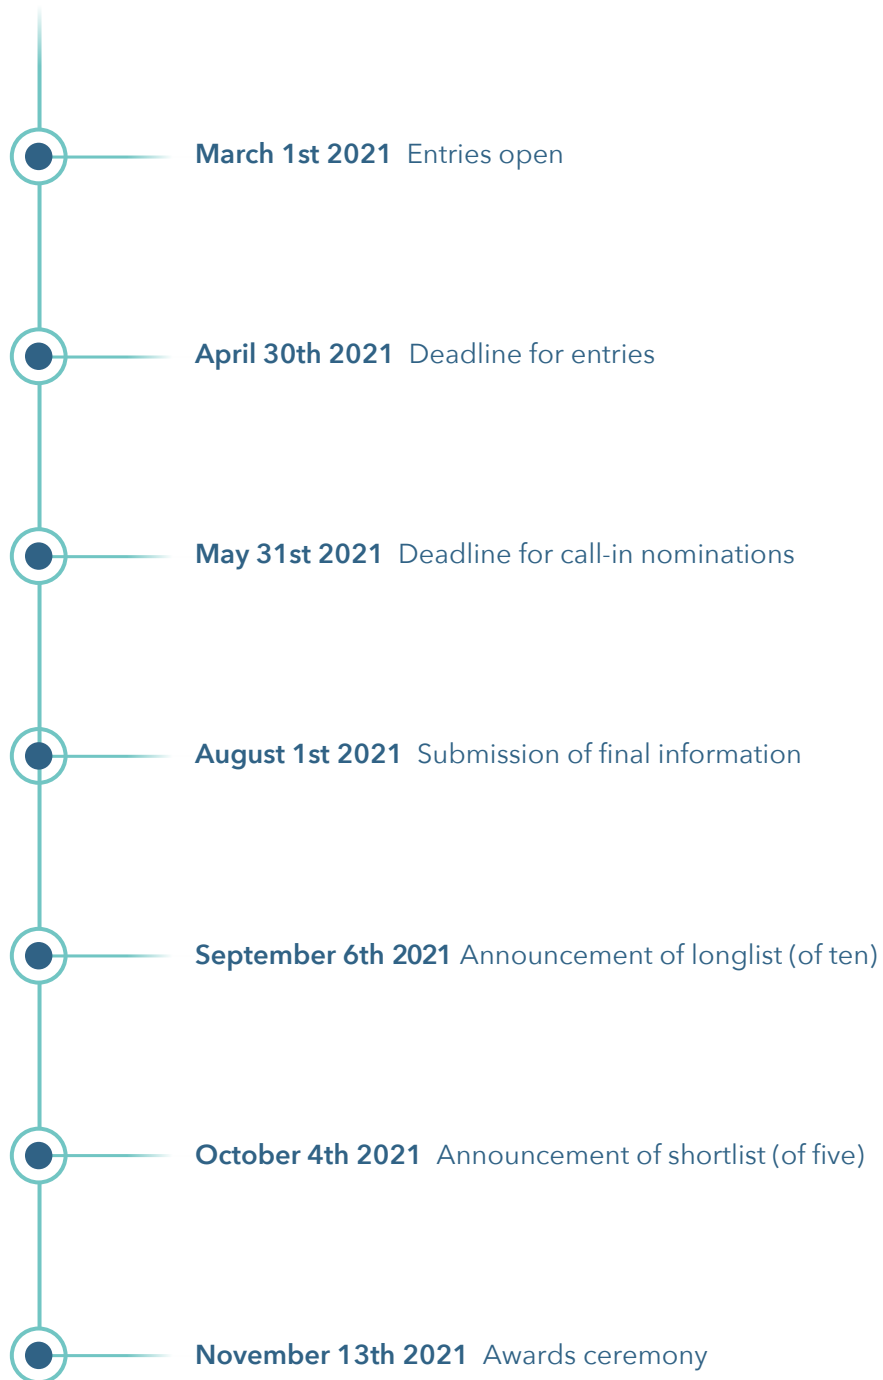 March 1st 2021 Entries open
April 30th 2021 Deadline for entries
May 31st 2021 Deadline for call-in nominations
August 1st 2021 Submission of final information
September 6th 2021 Announcement of longlist (of ten)
October 4th 2021 Announcement of shortlist (of five)
November 13th 2021 Awards ceremony